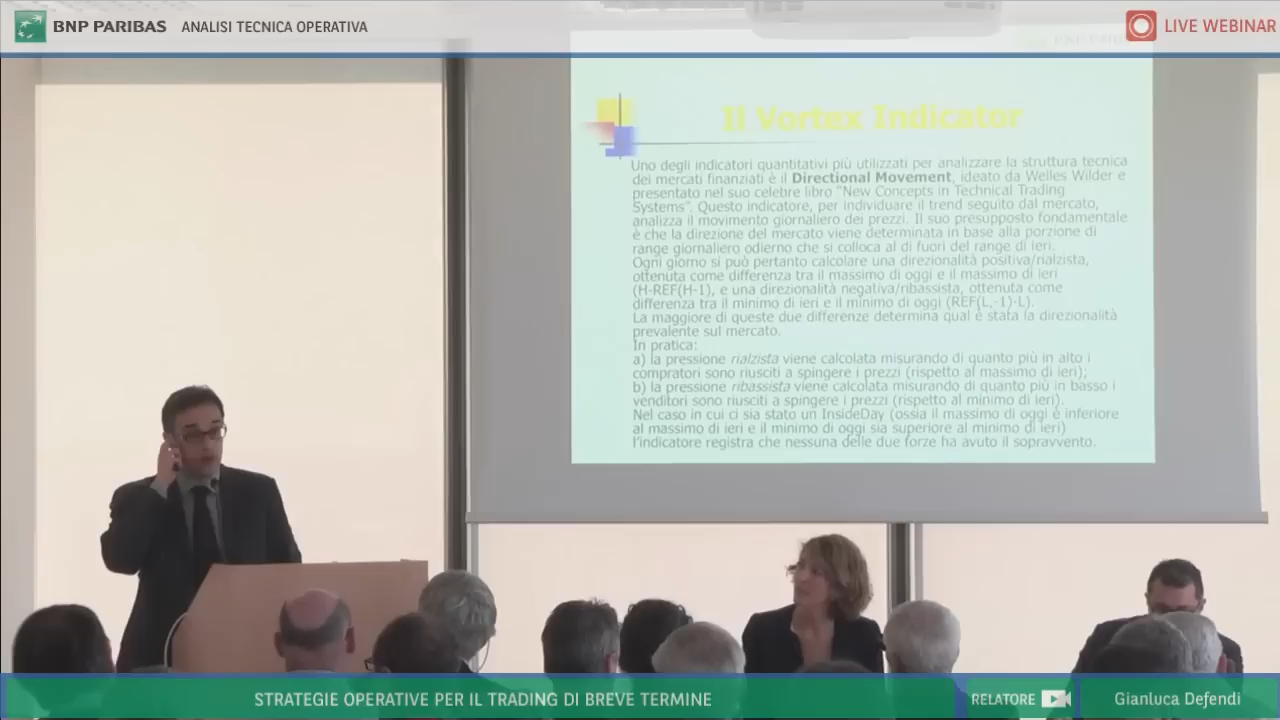 BNP PARIBAS ANALISI TECNICA OPERATIVA
LIVE WEBINAR
Il Vortex Indicator
Uno degli indicatori quantitativi più utilizzati per analizzare la struttura tecnica
dei mercati finanziati è il Directional Movement, ideato da Welles Wilder e
presentato nel suo celebre libro "New Concepts in Technical Trading
Systems". Questo indicatore, per individuare il trend seguito dal mercato,
analizza il movimento giornaliero dei prezzi. Il suo presupposto fondamentale
è che la direzione del mercato viene determinata in base alla porzione di
range giornaliero odierno che si colloca al di fuori del range di ieri.
Ogni giorno si può pertanto calcolare una direzionalità positiva/rialzista,
ottenuta come differenza tra il massimo di oggi e il massimo di ieri
(H-REF(H-1), e una direzionalità negativa/ribassista, ottenuta come
differenza tra il minimo di ieri e il minimo di oggi (REF(L,-1)-L).
La maggiore di queste due differenze determina qual è stata la direzionalità
prevalente sul mercato.
In pratica:
a) la pressione rialzista viene calcolata misurando di quanto più in alto i
compratori sono riusciti a spingere i prezzi (rispetto al massimo di ieri);
b) la pressione ribassista viene calcolata misurando di quanto più in basso i
venditori sono riusciti a spingere i prezzi (rispetto al minimo di ieri).
Nel caso in cui ci sia stato un InsideDay (ossia il massimo di oggi è inferiore
al massimo di ieri e il minimo di oggi sia superiore al minimo di ieri)
l'indicatore registra che nessuna delle due forze ha avuto il sopravvento.
STRATEGIE OPERATIVE PER IL TRADING DI BREVE TERMINE
RELATORE
Gianluca Defendi